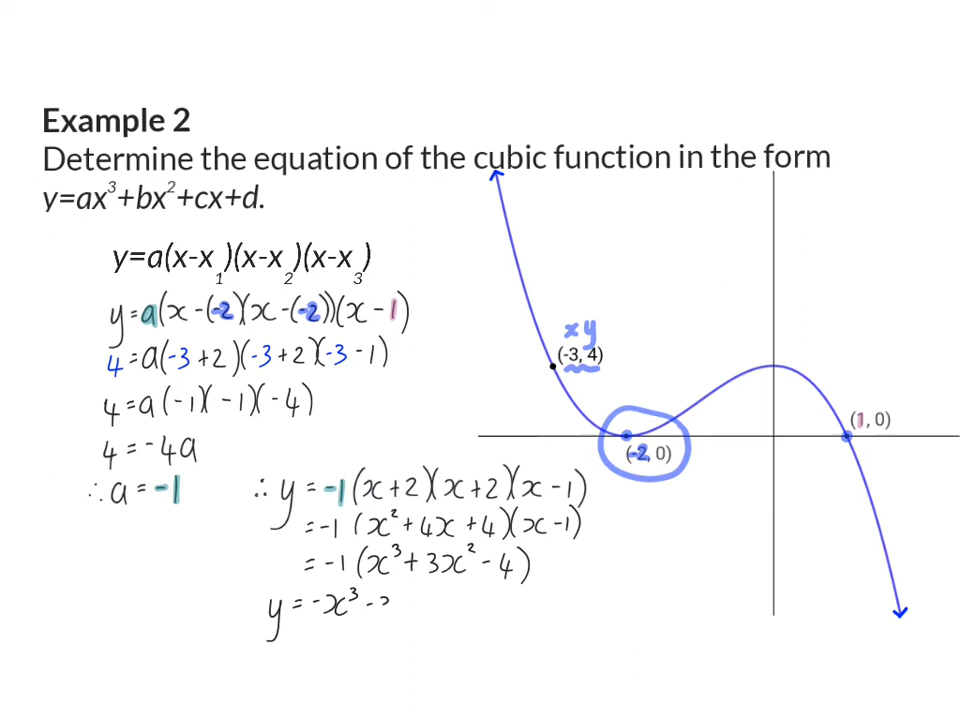 Example 2
Determine the equation of the cubic function in the form
y=ax³+bx²+cx+d.
y=a(x-x₁)(x-x₂)(x-x₃)
y=a(x-(-2)(x-(-2))(x-1)
4=a(-3+2)(-3+2)(-3-1)
4=a(-1)(-1)(-4)
4=-4a
∴ a=-1
∴ y=-1(x+2)(x+2)(x-1)
=-1(x²+4x+4)(x-1)
=-1(x³+3x²-4)
y=-x³-
x y
(-3, 4)
(-2, 0)
(1, 0)